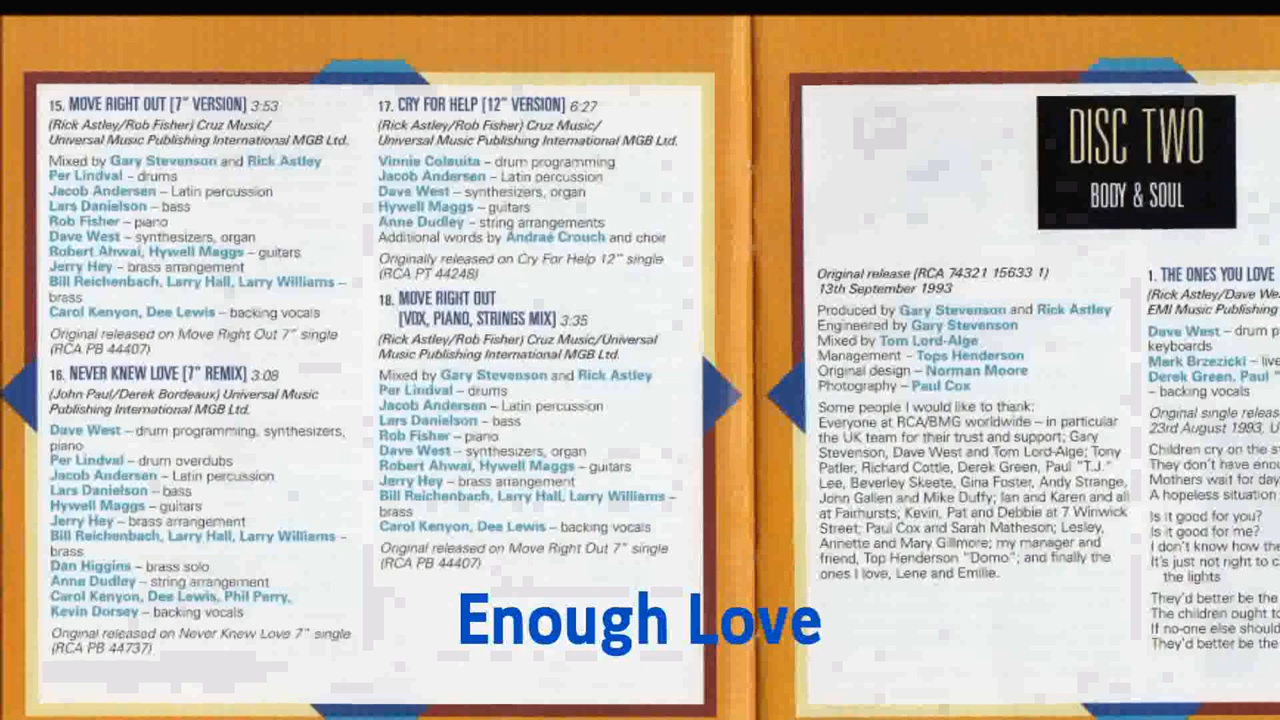 15. MOVE RIGHT OUT [7" VERSION] 3:53
(Rick Astley/Rob Fisher) Cruz Music/
Universal Music Publishing International MGB Ltd.
Mixed by Gary Stevenson and Rick Astley
Per Lindval – drums
Jacob Andersen – Latin percussion
Lars Danielson – bass
Rob Fisher – piano
Dave West – synthesizers, organ
Robert Ahwai, Hywell Maggs – guitars
Jerry Hey – brass arrangement
Bill Reichenbach, Larry Hall, Larry Williams –
brass
Carol Kenyon, Dee Lewis – backing vocals
Original released on Move Right Out 7" single
(RCA PB 44407)
16. NEVER KNEW LOVE [7" REMIX] 3:08
(John Paul/Derek Bordeaux) Universal Music
Publishing International MGB Ltd.
Dave West – drum programming, synthesizers,
piano
Per Lindval – drum overdubs
Jacob Andersen – Latin percussion
Lars Danielson – bass
Hywell Maggs – guitars
Jerry Hey – brass arrangement
Bill Reichenbach, Larry Hall, Larry Williams –
brass
Dan Higgins – brass solo
Anne Dudley – string arrangement
Carol Kenyon, Dee Lewis, Phil Perry,
Kevin Dorsey – backing vocals
Original released on Never Knew Love 7" single
(RCA PB 44737)
17. CRY FOR HELP [12" VERSION] 6:27
(Rick Astley/Rob Fisher) Cruz Music/
Universal Music Publishing International MGB Ltd.
Vinnie Colauita – drum programming
Jacob Andersen – Latin percussion
Dave West – synthesizers, organ
Hywell Maggs – guitars
Anne Dudley – string arrangements
Additional words by Andrae Crouch and choir
Originally released on Cry For Help 12" single
(RCA PT 44248)
18. MOVE RIGHT OUT
[VOX, PIANO, STRINGS MIX] 3:35
(Rick Astley/Rob Fisher) Cruz Music/Universal
Music Publishing International MGB Ltd.
Mixed by Gary Stevenson and Rick Astley
Per Lindval – drums
Jacob Andersen – Latin percussion
Lars Danielson – bass
Rob Fisher – piano
Dave West – synthesizers, organ
Robert Ahwai, Hywell Maggs – guitars
Jerry Hey – brass arrangement
Bill Reichenbach, Larry Hall, Larry Williams –
brass
Carol Kenyon, Dee Lewis – backing vocals
Original released on Move Right Out 7" single
(RCA PB 44407)
Enough Love
DISC TWO
BODY & SOUL
Original release (RCA 74321 15633 1)
13th September 1993
Produced by Gary Stevenson and Rick Astley
Engineered by Gary Stevenson
Mixed by Tom Lord-Alge
Management – Tops Henderson
Original design – Norman Moore
Photography – Paul Cox
Some people I would like to thank:
Everyone at RCA/BMG worldwide – in particular
the UK team for their trust and support; Gary
Stevenson, Dave West and Tom Lord-Alge; Tony
Patler, Richard Cottle, Derek Green, Paul "T.J."
Lee, Beverley Skeete, Gina Foster, Andy Strange,
John Gallen and Mike Duffy; Ian and Karen and all
at Fairhursts; Kevin, Pat and Debbie at 7 Winwick
Street; Paul Cox and Sarah Matheson; Lesley,
Annette and Mary Gillmore; my manager and
friend, Top Henderson "Domo"; and finally the
ones I love, Lene and Emilie.
1. THE ONES YOU LOVE
(Rick Astley/Dave We
EMI Music Publishing
Dave West – drum p
keyboards
Mark Brzezicki – live
Derek Green, Paul "
– backing vocals
Original single releas
23rd August 1993, U
Children cry on the s
They don't have enou
Mothers wait for day
A hopeless situation
Is it good for you?
Is it good for me?
I don't know how the
It's just not right to c
the lights
They'd better be the
The children ought to
If no-one else should
They'd better be the